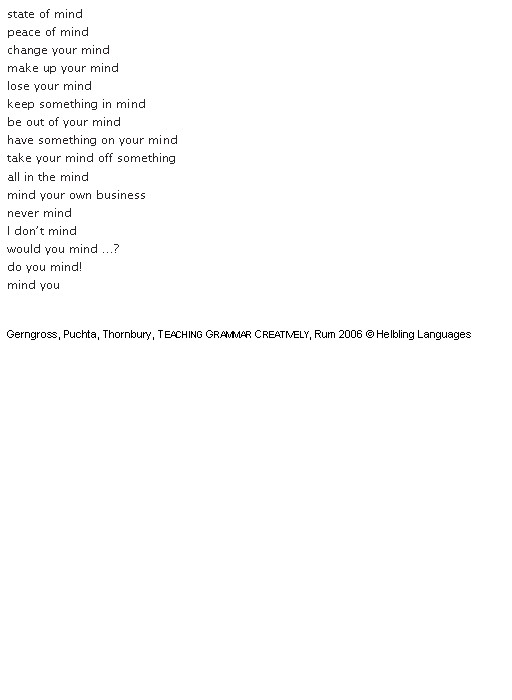 state of mind
peace of mind
change your mind
make up your mind
lose your mind
keep something in mind
be out of your mind
have something on your mind
take your mind off something
all in the mind
mind your own business
never mind
I don’t mind
would you mind ...?
do you mind!
mind you
Gerngross, Puchta, Thornbury, TEACHING GRAMMAR CREATIVELY, Rum 2006 © Helbling Languages